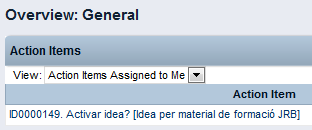 Overview: General
Action Items
View: Action Items Assigned to Me
Action Item
ID0000149. Activar idea? [Idea per material de formació JRB]